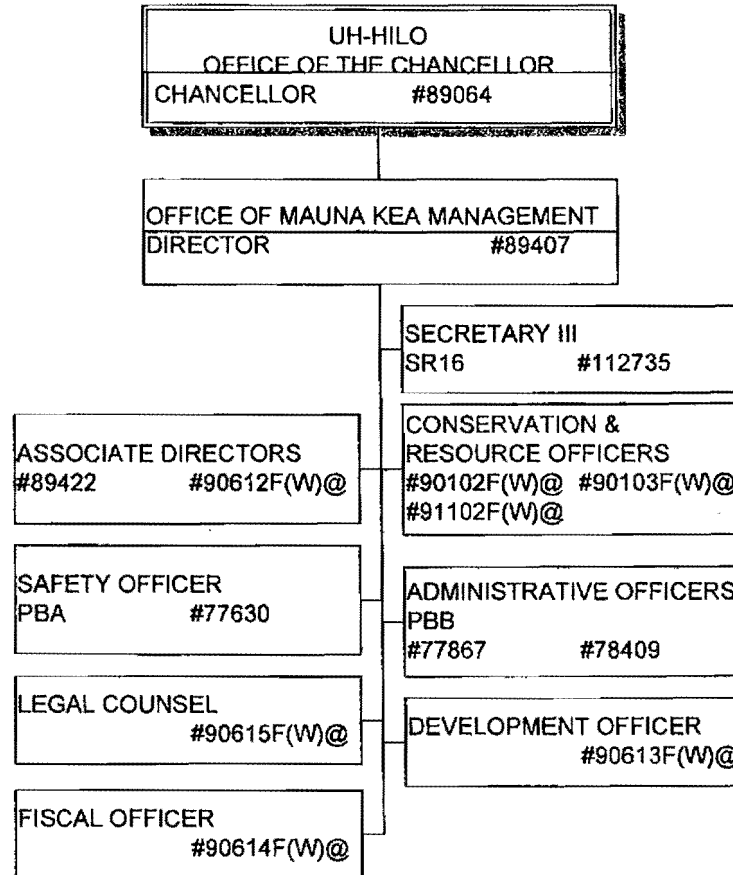 UH-HILO
OFFICE OF THE CHANCELLOR
CHANCELLOR #89064
OFFICE OF MAUNA KEA MANAGEMENT
DIRECTOR #89407
SECRETARY III
SR16 #112735
ASSOCIATE DIRECTORS
#89422 #90612F(W)@
CONSERVATION &
RESOURCE OFFICERS
#90102F(W)@ #90103F(W)@
#91102F(W)@
SAFETY OFFICER
PBA #77630
ADMINISTRATIVE OFFICERS
PBB
#77867 #78409
LEGAL COUNSEL
#90615F(W)@
DEVELOPMENT OFFICER
#90613F(W)@
FISCAL OFFICER
#90614F(W)@